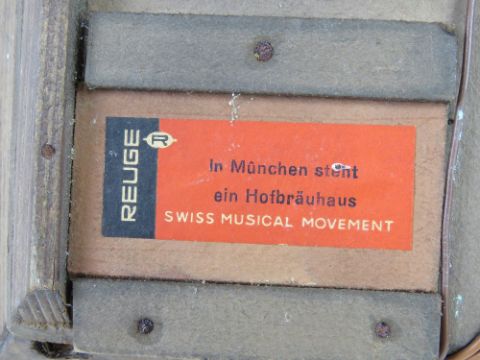 REUGE
R
In München steht
ein Hofbräuhaus
SWISS MUSICAL MOVEMENT